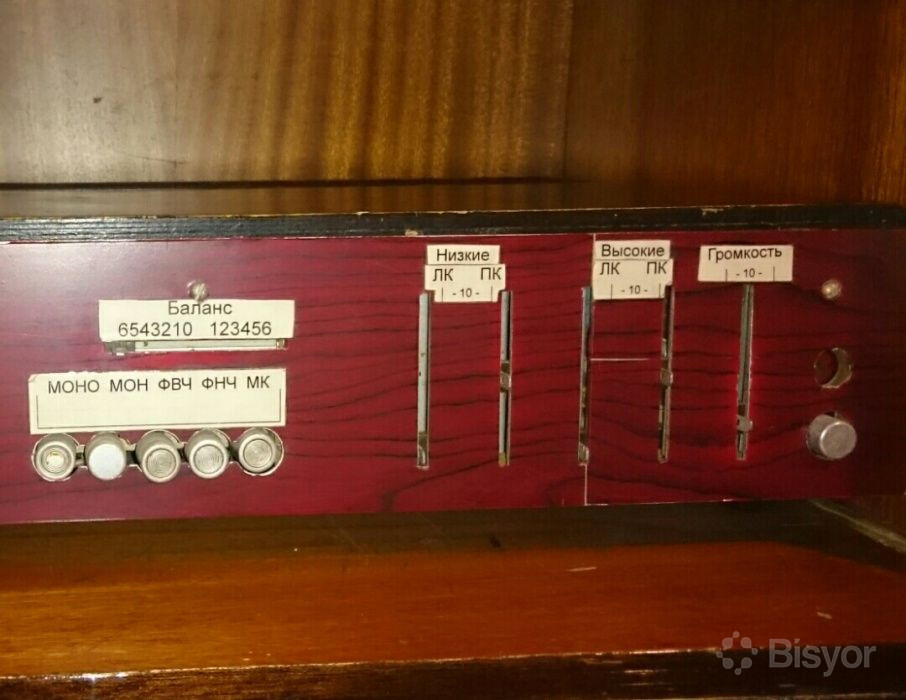 Баланс
6543210 123456
МОНО МОН ФВЧ ФНЧ МК
Низкие
ЛК ПК
- 10 -
Высокие
ЛК ПК
- 10 -
Громкость
- 10 -
Bisyor